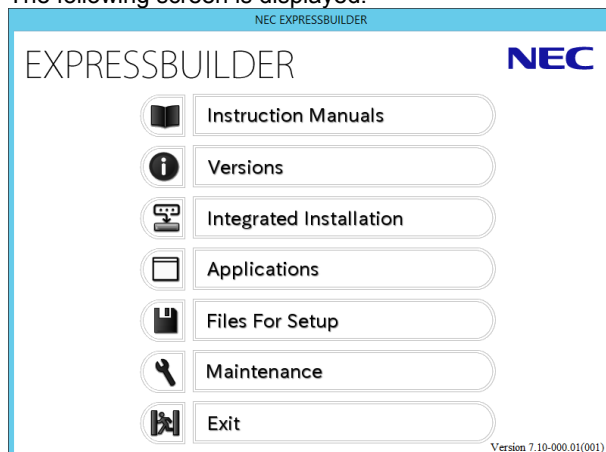 The following screen is displayed.
NEC EXPRESSBUILDER
EXPRESSBUILDER
NEC
Instruction Manuals
Versions
Integrated Installation
Applications
Files For Setup
Maintenance
Exit
Version 7.10-000.01(001)